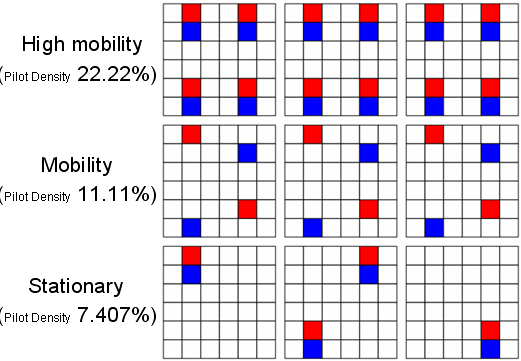 High mobility
(Pilot Density 22.22%)
Mobility
(Pilot Density 11.11%)
Stationary
(Pilot Density 7.407%)